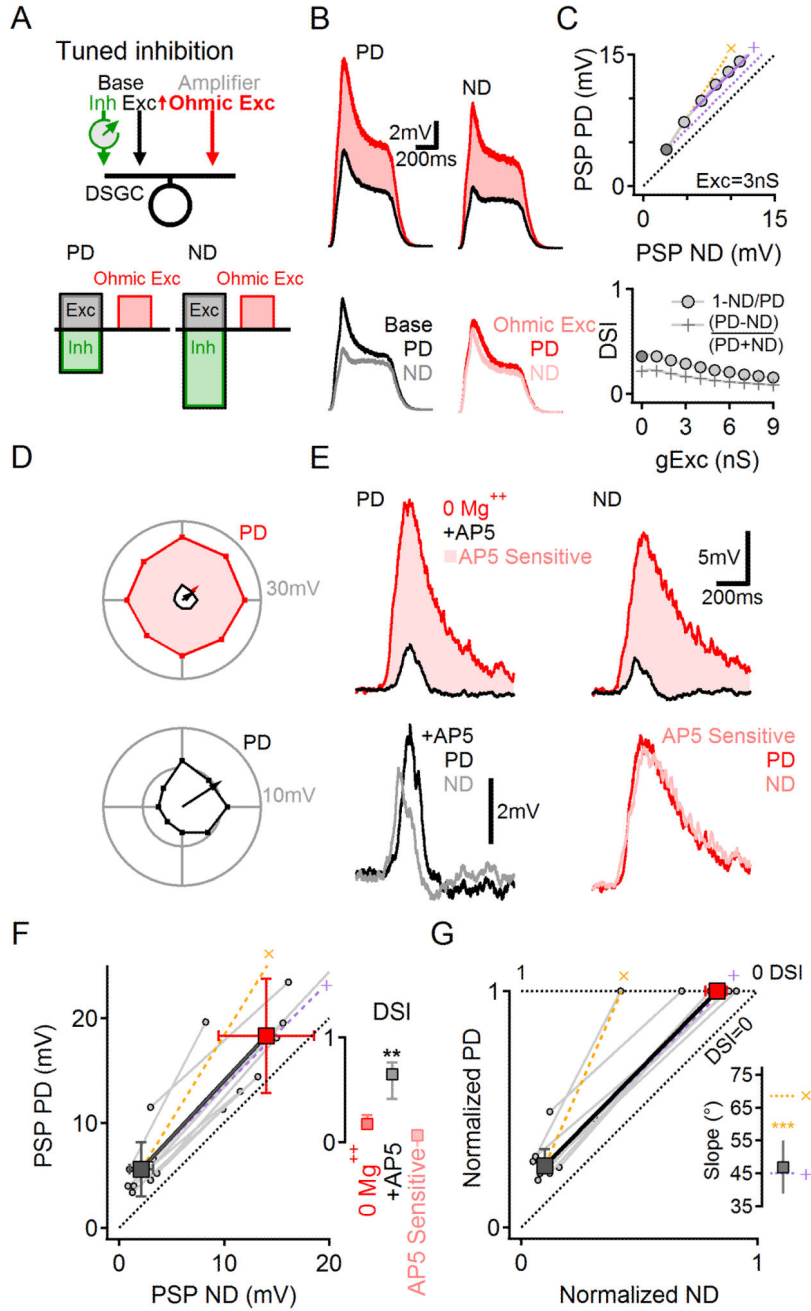 A
Tuned inhibition
Base Amplifier
Inh Exc Ohmic Exc
DSGC
PD ND
Ohmic Exc Ohmic Exc
Exc Exc
Inh Inh
B
PD ND
2mV
200ms
Base Ohmic Exc
PD PD
ND ND
C
× +
15
PSP PD (mV)
0
Exc=3nS
0 15
PSP ND (mV)
1
DSI
0
1-ND/PD
(PD-ND)
(PD+ND)
0 3 6 9
gExc (nS)
D
PD
30mV
PD
10mV
E
PD ND
0 Mg++
+AP5
AP5 Sensitive
5mV
200ms
+AP5 AP5 Sensitive
PD PD
ND ND
2mV
F
× +
20
10
0
PSP PD (mV)
0 10 20
PSP ND (mV)
DSI
1
0
**
0 Mg++
+AP5
AP5 Sensitive
G
× +
1 0 DSI
1
0
Normalized PD
DSI=0
0 1
Normalized ND
Slope (°)
75
65
55
45
35
×
***
+